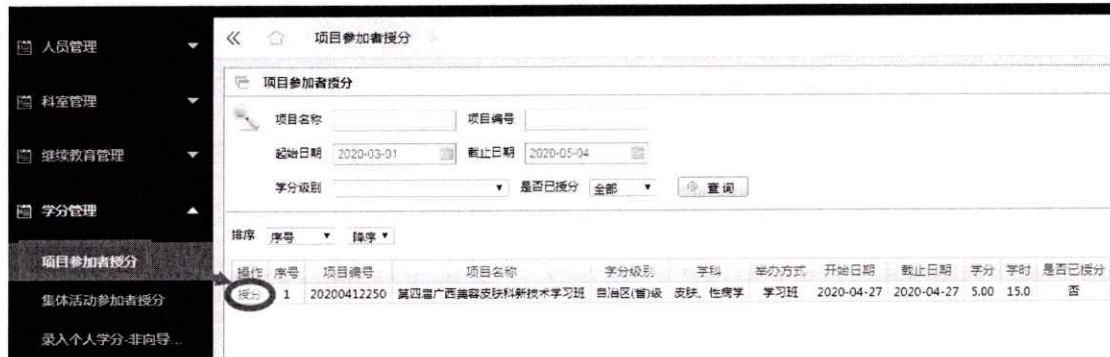 人员管理
科室管理
继续教育管理
学分管理
项目参加者授分
集体活动参加者授分
录入个人学分-非向导...
项目参加者授分
项目参加者授分
项目名称 项目编号
起始日期 2020-03-01 截止日期 2020-05-04
学分级别 是否已授分 全部 查询
排序 序号 降序
操作 序号 项目编号 项目名称 学分级别 学科 举办方式 开始日期 截止日期 学分 学时 是否已授分
授分 1 20200412250 第四届广西美容皮肤科新技术学习班 自治区(省)级 皮肤、性病学 学习班 2020-04-27 2020-04-27 5.00 15.0 否